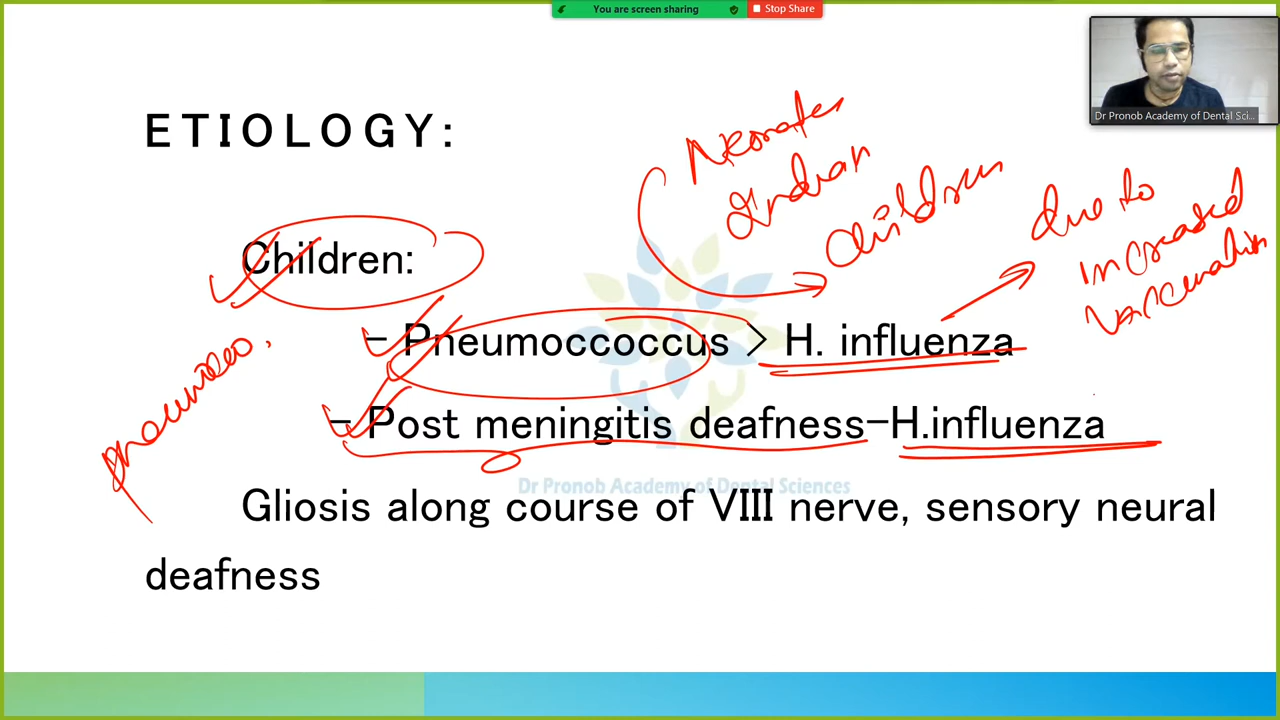 You are screen sharing
Stop Share
Dr Pronob Academy of Dental Sci...
ETIOLOGY:
Neonates
Indian
Children
due to
increased
Children:
– Pneumoccoccus > H. influenza
pneumo.
– Post meningitis deafness–H.influenza
Dr Pronob Academy of Dental Sciences
Gliosis along course of VIII nerve, sensory neural
deafness